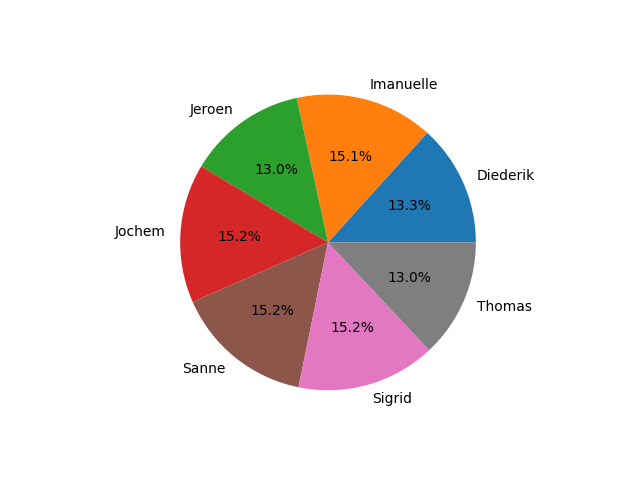 Imanuelle
Jeroen
15.1%
Diederik
13.0%
13.3%
Jochem
15.2%
15.2%
13.0%
Thomas
15.2%
Sanne
Sigrid